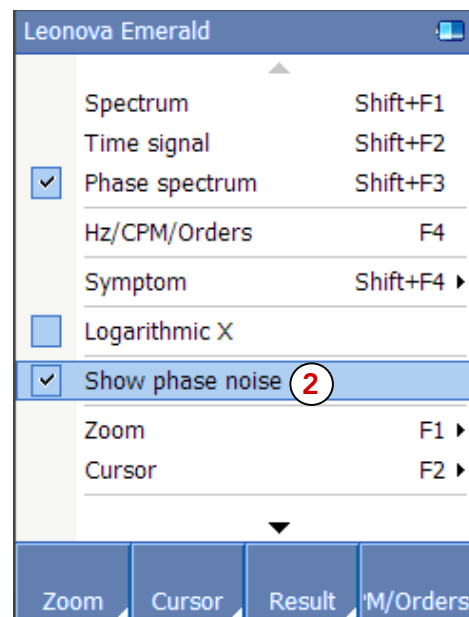 Leonova Emerald
Spectrum Shift+F1
Time signal Shift+F2
Phase spectrum Shift+F3
Hz/CPM/Orders F4
Symptom Shift+F4
Logarithmic X
Show phase noise 2
Zoom F1
Cursor F2
Zoom Cursor Result 'M/Orders